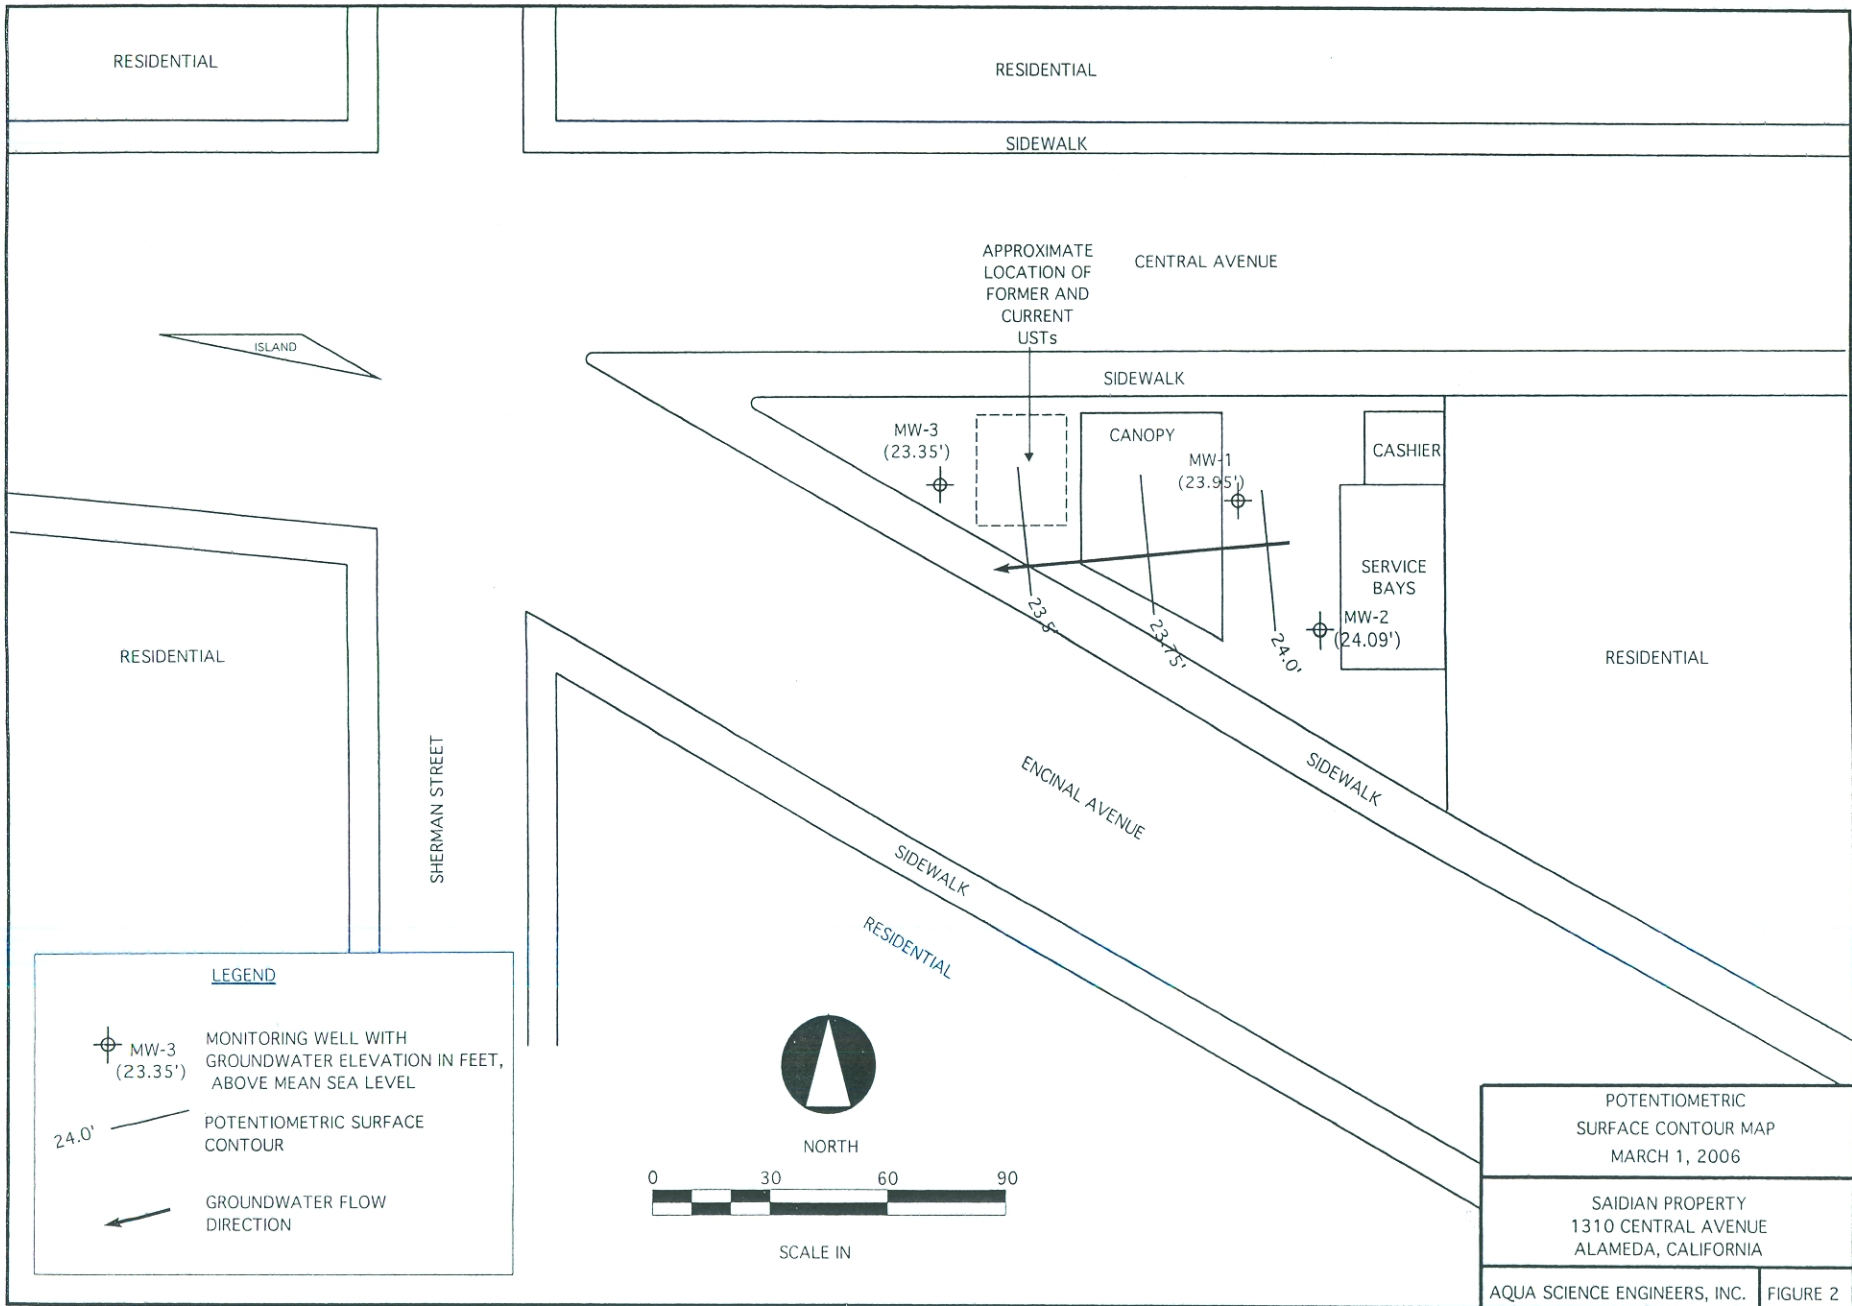 RESIDENTIAL
RESIDENTIAL
SIDEWALK
APPROXIMATE
LOCATION OF
FORMER AND
CURRENT
USTs
CENTRAL AVENUE
ISLAND
SIDEWALK
MW-3
(23.35')
CANOPY
MW-1
(23.95')
CASHIER
SERVICE
BAYS
MW-2
(24.09')
23.5'
23.75'
24.0'
RESIDENTIAL
RESIDENTIAL
SHERMAN STREET
ENCINAL AVENUE
SIDEWALK
SIDEWALK
RESIDENTIAL
LEGEND
MW-3
(23.35')
MONITORING WELL WITH
GROUNDWATER ELEVATION IN FEET,
ABOVE MEAN SEA LEVEL
24.0'
POTENTIOMETRIC SURFACE
CONTOUR
GROUNDWATER FLOW
DIRECTION
NORTH
0 30 60 90
SCALE IN
POTENTIOMETRIC
SURFACE CONTOUR MAP
MARCH 1, 2006
SAIDIAN PROPERTY
1310 CENTRAL AVENUE
ALAMEDA, CALIFORNIA
AQUA SCIENCE ENGINEERS, INC.
FIGURE 2